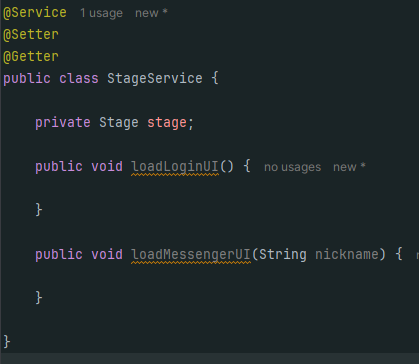 @Service 1 usage new *
@Setter
@Getter
public class StageService {
private Stage stage;
public void loadLoginUI() { no usages new *
}
public void loadMessengerUI(String nickname) {
}
}